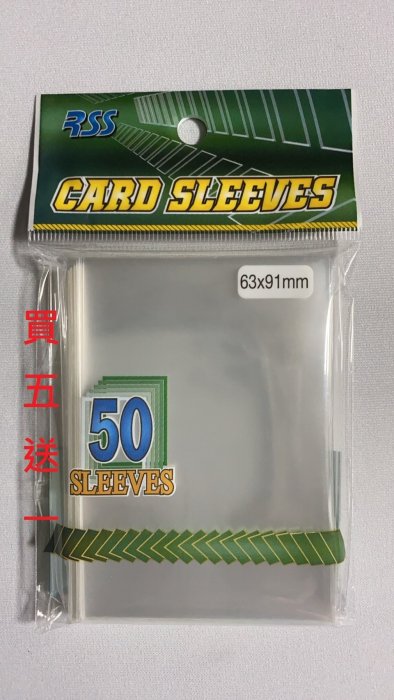 RSS
CARD SLEEVES
63x91mm
買五送一
50
SLEEVES